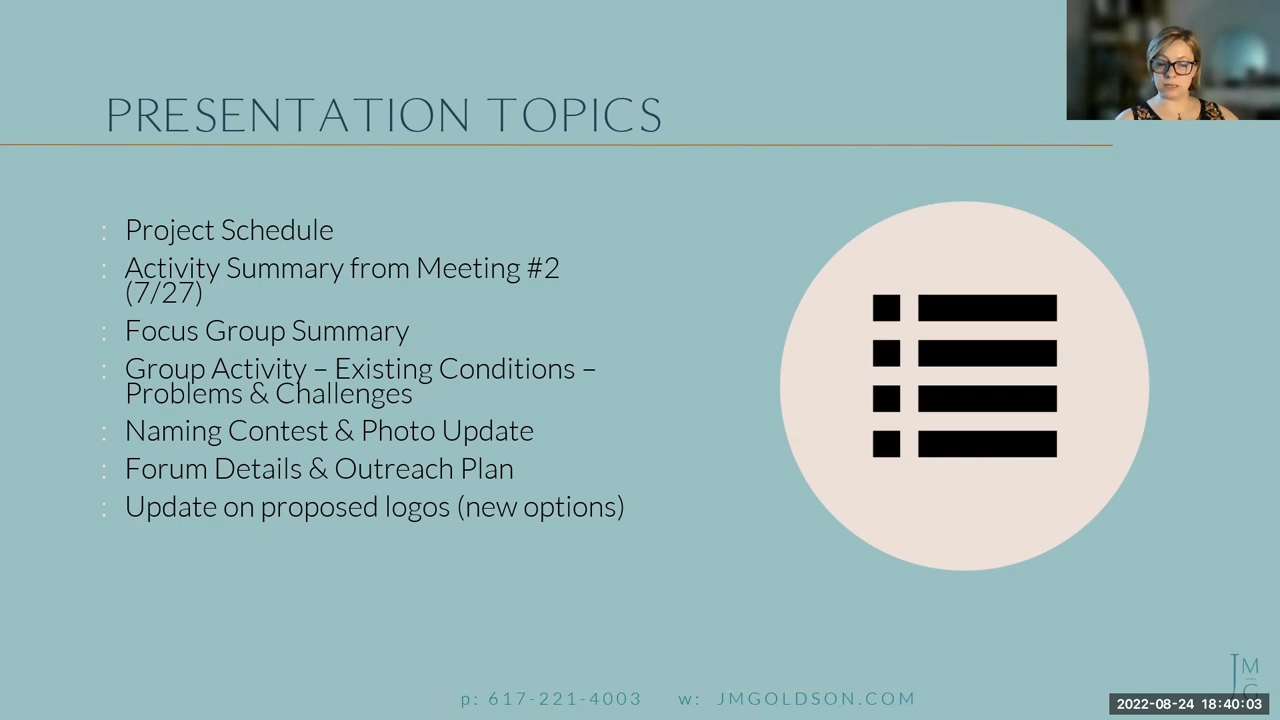 PRESENTATION TOPICS
: Project Schedule
: Activity Summary from Meeting #2
(7/27)
: Focus Group Summary
: Group Activity – Existing Conditions –
Problems & Challenges
: Naming Contest & Photo Update
: Forum Details & Outreach Plan
: Update on proposed logos (new options)
p: 617-221-4003 w: JMGOLDSON.COM
JM
G
2022-08-24 18:40:03